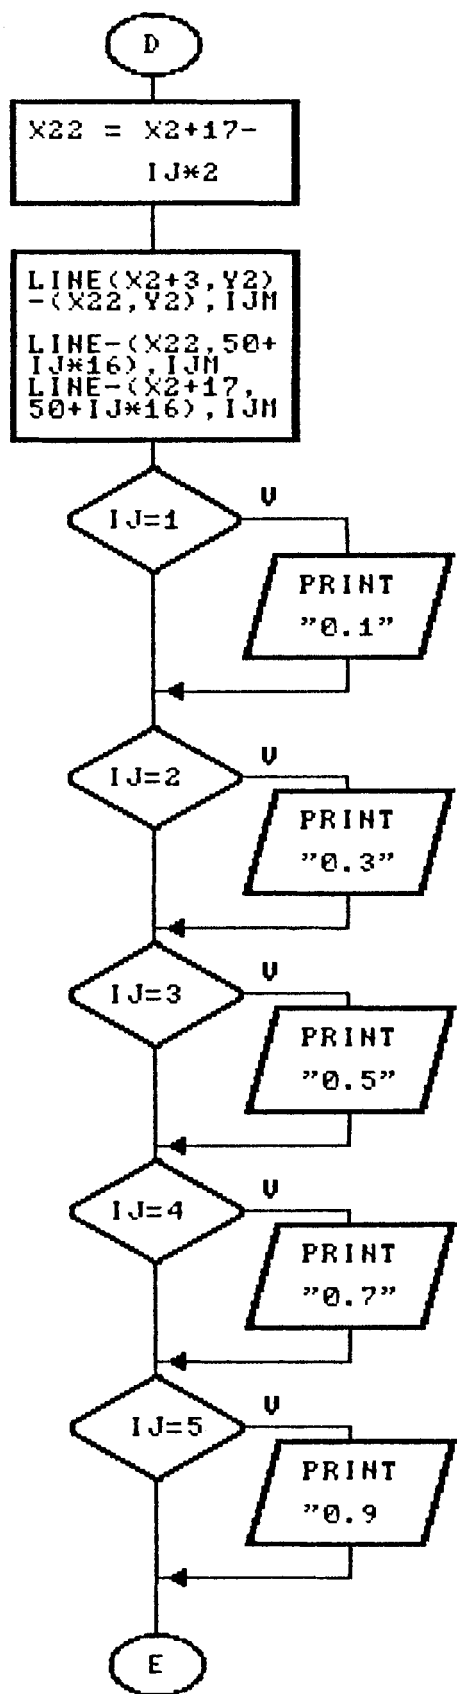 D
X22 = X2+17-
IJ*2
LINE(X2+3,Y2)
-(X22,Y2),IJM
LINE-(X22,50+
IJ*16),IJM
LINE-(X2+17,
50+IJ*16),IJM
IJ=1
V
PRINT
"0.1"
IJ=2
V
PRINT
"0.3"
IJ=3
V
PRINT
"0.5"
IJ=4
V
PRINT
"0.7"
IJ=5
V
PRINT
"0.9
E